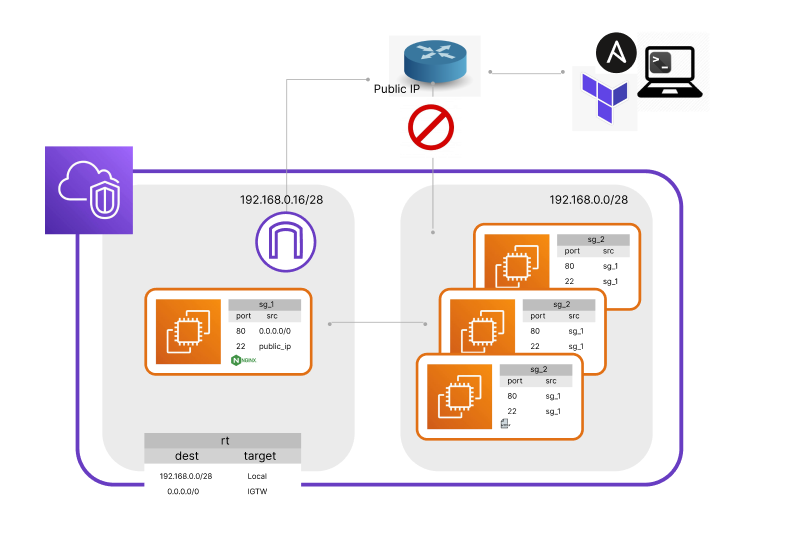 Public IP
192.168.0.16/28
192.168.0.0/28
sg_1
port src
80 0.0.0.0/0
22 public_ip
NGINX
sg_2
port src
80 sg_1
22 sg_1
sg_2
port src
80 sg_1
22 sg_1
sg_2
port src
80 sg_1
22 sg_1
rt
dest target
192.168.0.0/28 Local
0.0.0.0/0 IGTW